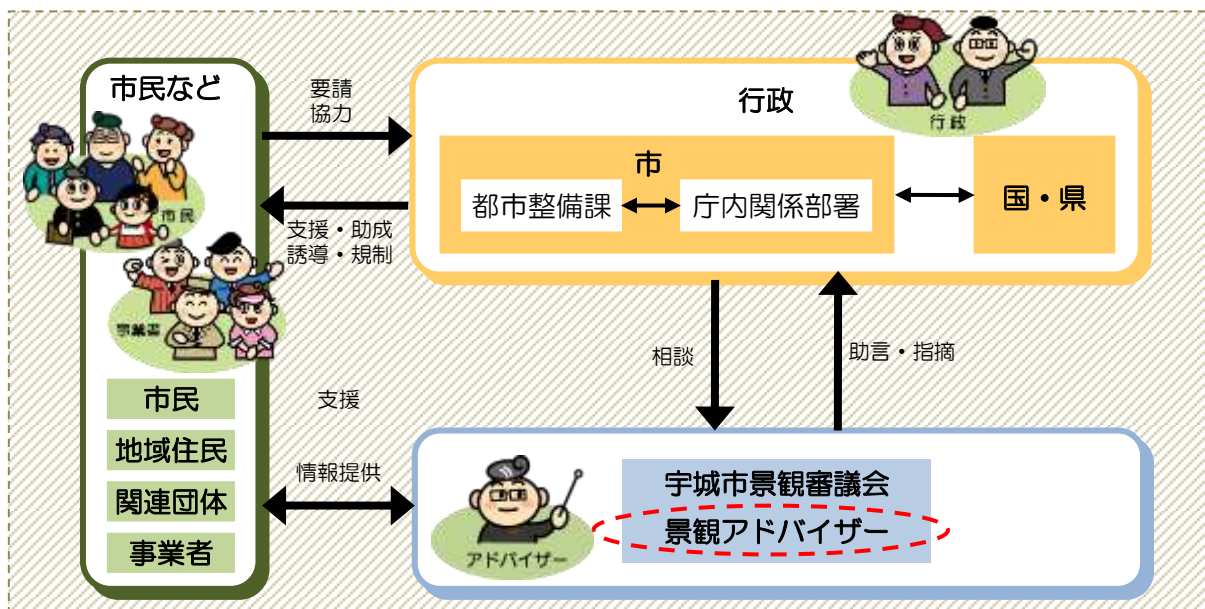 市民など
市民
事業者
市民
地域住民
関連団体
事業者
要請
協力
支援・助成
誘導・規制
支援
情報提供
行政
行政
市
都市整備課
庁内関係部署
国・県
相談
助言・指摘
アドバイザー
宇城市景観審議会
景観アドバイザー